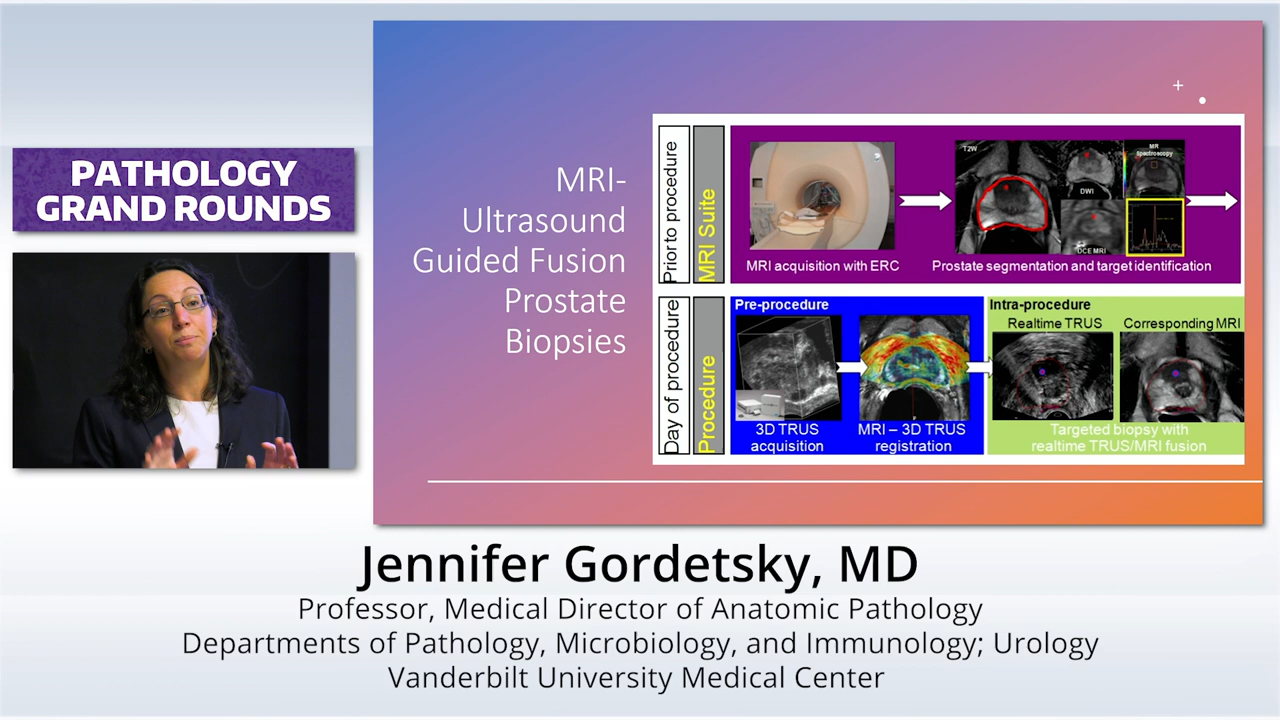 PATHOLOGY
GRAND ROUNDS
MRI-
Ultrasound
Guided Fusion
Prostate
Biopsies
Prior to procedure
MRI Suite
T2W
DWI
MR
Spectroscopy
DCE MRI
MRI acquisition with ERC
Prostate segmentation and target identification
Day of procedure
Procedure
Pre-procedure
3D TRUS
acquisition
MRI – 3D TRUS
registration
Intra-procedure
Realtime TRUS
Corresponding MRI
Targeted biopsy with
realtime TRUS/MRI fusion
Jennifer Gordetsky, MD
Professor, Medical Director of Anatomic Pathology
Departments of Pathology, Microbiology, and Immunology; Urology
Vanderbilt University Medical Center